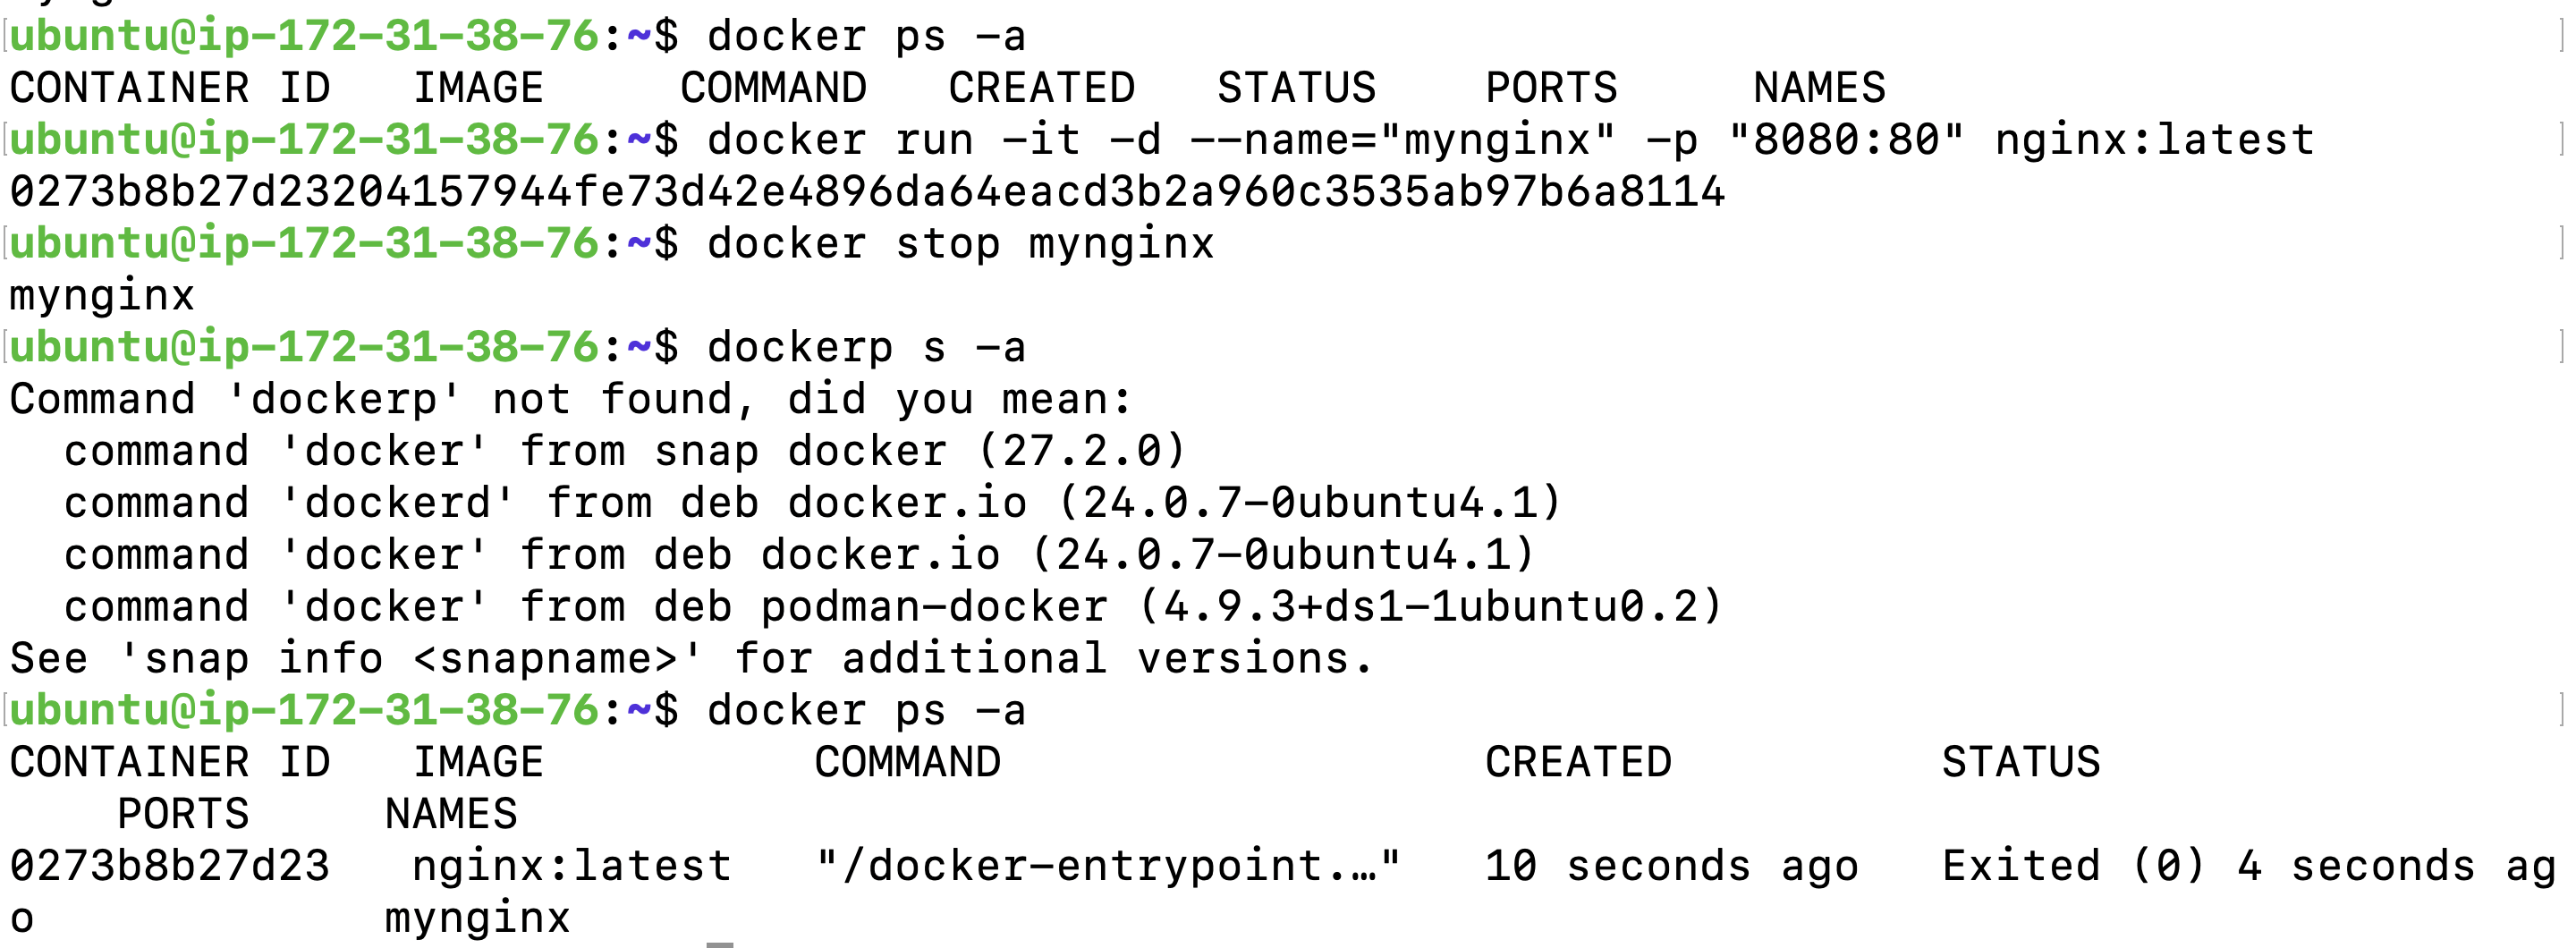 ubuntu@ip-172-31-38-76:~$ docker ps -a
CONTAINER ID   IMAGE     COMMAND   CREATED   STATUS    PORTS     NAMES
ubuntu@ip-172-31-38-76:~$ docker run -it -d --name="mynginx" -p "8080:80" nginx:latest
0273b8b27d23204157944fe73d42e4896da64eacd3b2a960c3535ab97b6a8114
ubuntu@ip-172-31-38-76:~$ docker stop mynginx
mynginx
ubuntu@ip-172-31-38-76:~$ dockerp s -a
Command 'dockerp' not found, did you mean:
  command 'docker' from snap docker (27.2.0)
  command 'dockerd' from deb docker.io (24.0.7-0ubuntu4.1)
  command 'docker' from deb docker.io (24.0.7-0ubuntu4.1)
  command 'docker' from deb podman-docker (4.9.3+ds1-1ubuntu0.2)
See 'snap info <snapname>' for additional versions.
ubuntu@ip-172-31-38-76:~$ docker ps -a
CONTAINER ID   IMAGE          COMMAND                  CREATED          STATUS
    PORTS     NAMES
0273b8b27d23   nginx:latest   "/docker-entrypoint.…"   10 seconds ago   Exited (0) 4 seconds ag
o             mynginx